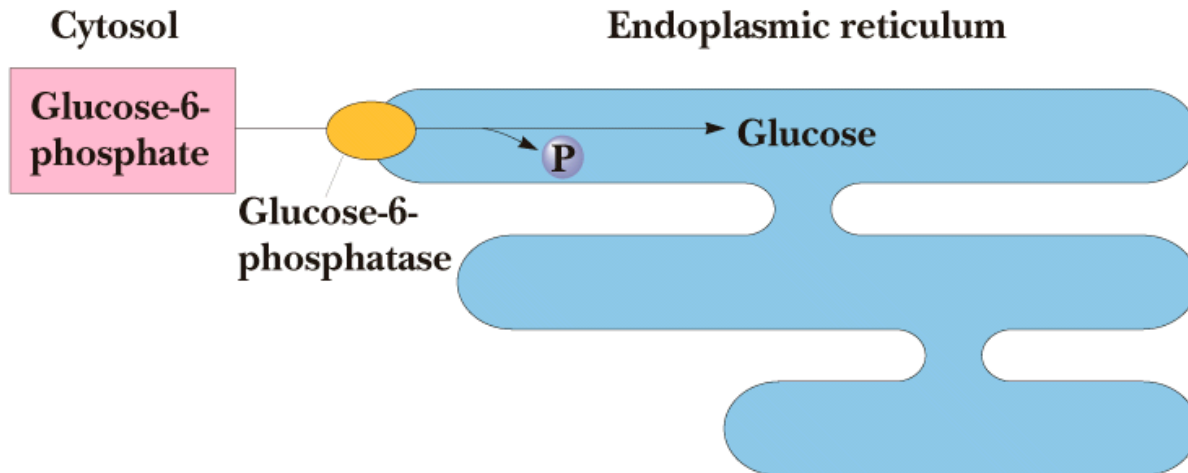 Cytosol
Endoplasmic reticulum
Glucose-6-
phosphate
P
Glucose
Glucose-6-
phosphatase